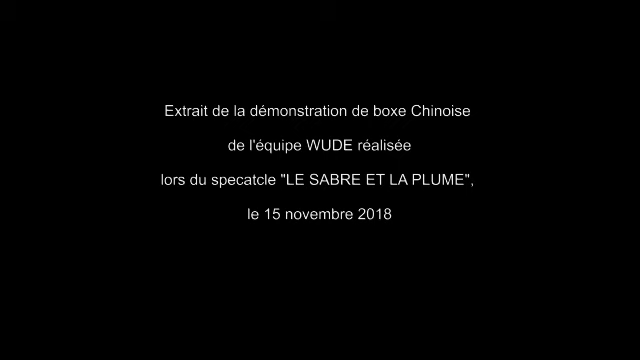 Extrait de la démonstration de boxe Chinoise
de l'équipe WUDE réalisée
lors du specatcle "LE SABRE ET LA PLUME",
le 15 novembre 2018